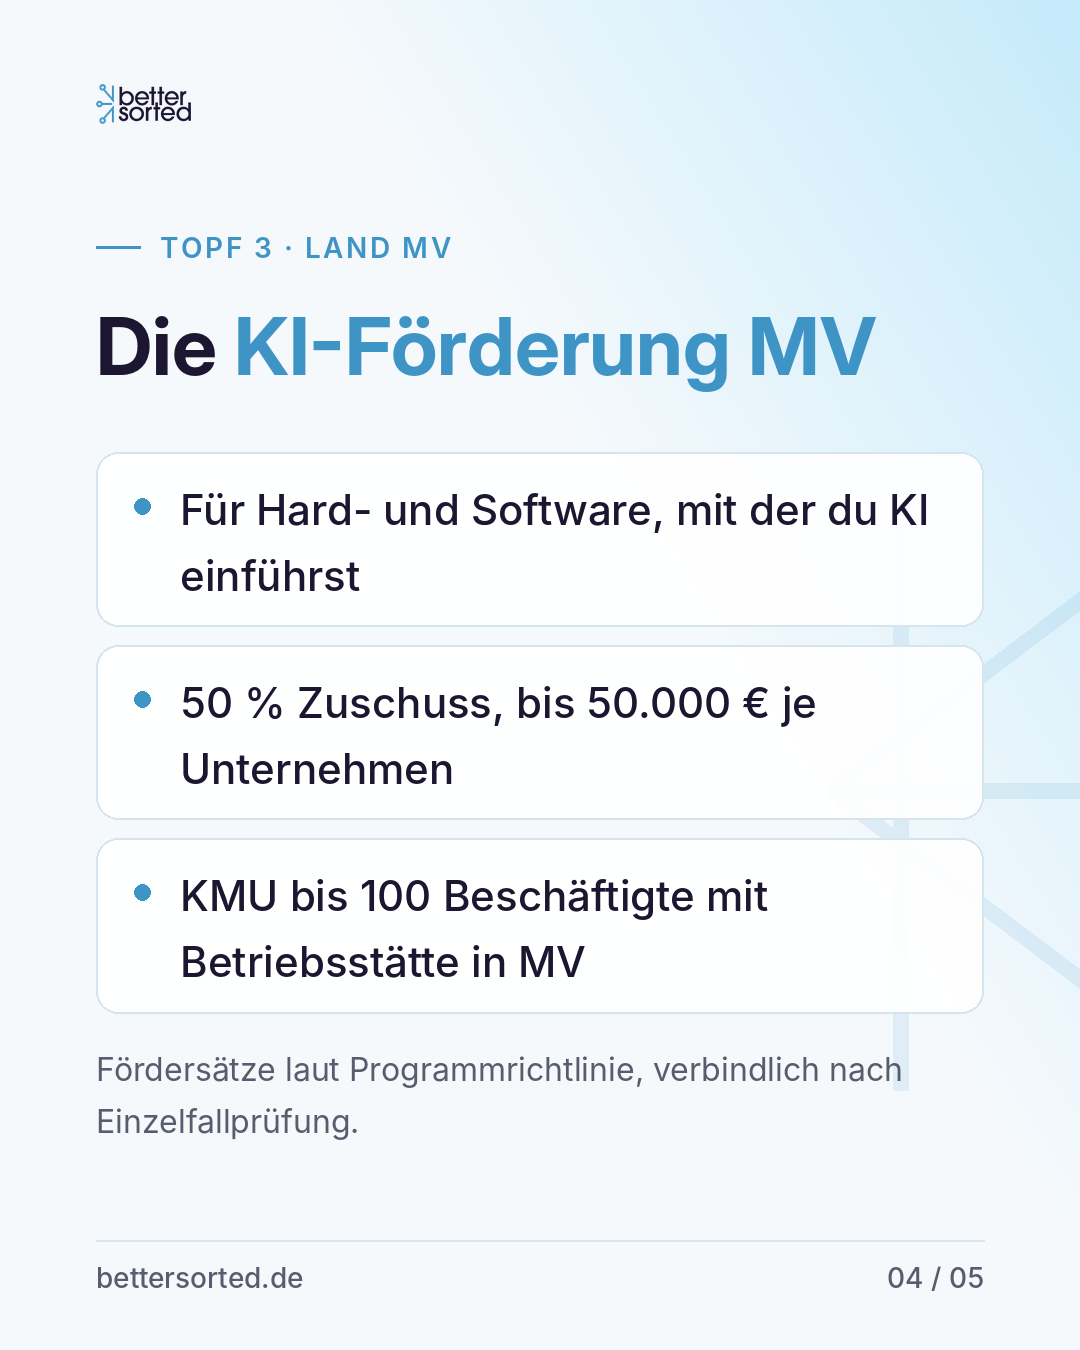 better
sorted
TOPF 3 · LAND MV
Die KI-Förderung MV
Für Hard- und Software, mit der du KI
einführst
50 % Zuschuss, bis 50.000 € je
Unternehmen
KMU bis 100 Beschäftigte mit
Betriebsstätte in MV
Fördersätze laut Programmrichtlinie, verbindlich nach
Einzelfallprüfung.
bettersorted.de
04 / 05